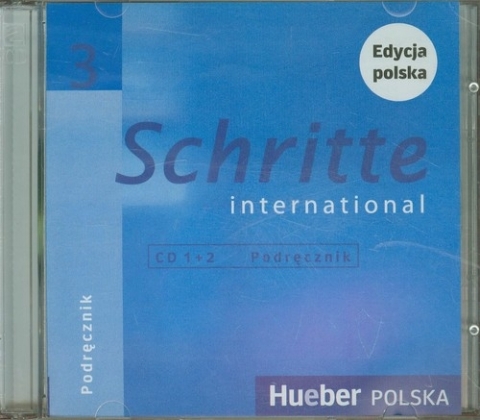 3
Edycja
polska
Schritte
international
CD 1+2 Podręcznik
Podręcznik
Hueber POLSKA